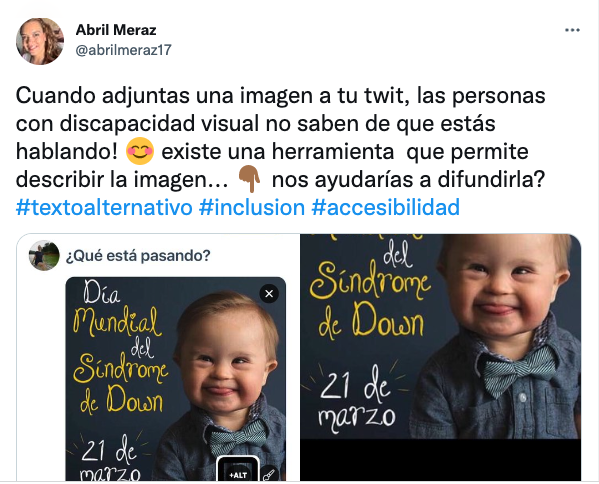 Abril Meraz
@abrilmeraz17
Cuando adjuntas una imagen a tu twit, las personas
con discapacidad visual no saben de que estás
hablando! 😊 existe una herramienta que permite
describir la imagen... 👇🏾 nos ayudarías a difundirla?
#textoalternativo #inclusion #accesibilidad
¿Qué está pasando?
Día
Mundial
del
Síndrome
de Down
21 de
marzo
+ALT
del
Síndrome
de Down
21 de
marzo